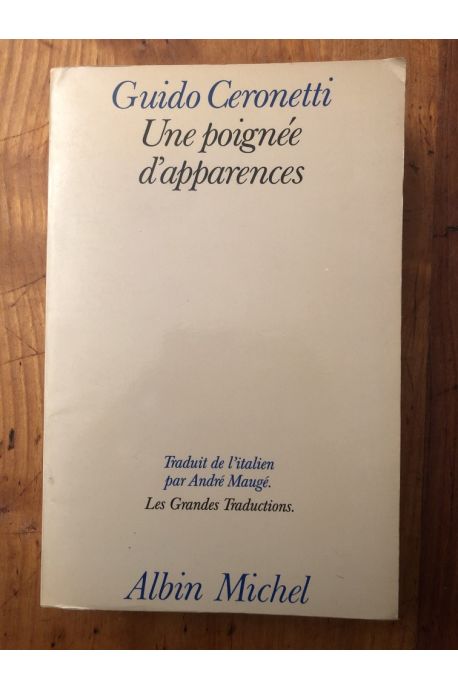 Guido Ceronetti
Une poignée
d'apparences
Traduit de l'italien
par André Maugé.
Les Grandes Traductions.
Albin Michel